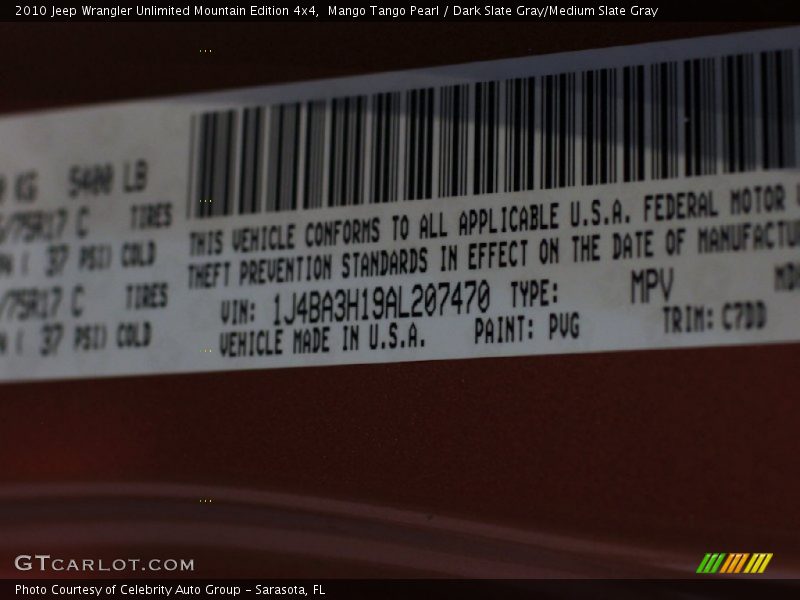 2010 Jeep Wrangler Unlimited Mountain Edition 4x4,  Mango Tango Pearl / Dark Slate Gray/Medium Slate Gray
KG 5400 LB
/75R17 C TIRES
( 37 PSI) COLD
/75R17 C TIRES
( 37 PSI) COLD
THIS VEHICLE CONFORMS TO ALL APPLICABLE U.S.A. FEDERAL MOTOR
THEFT PREVENTION STANDARDS IN EFFECT ON THE DATE OF MANUFACTU
VIN: 1J4BA3H19AL207470 TYPE: MPV
VEHICLE MADE IN U.S.A. PAINT: PVG TRIM: C7DD
GTCARLOT.COM
Photo Courtesy of Celebrity Auto Group - Sarasota, FL